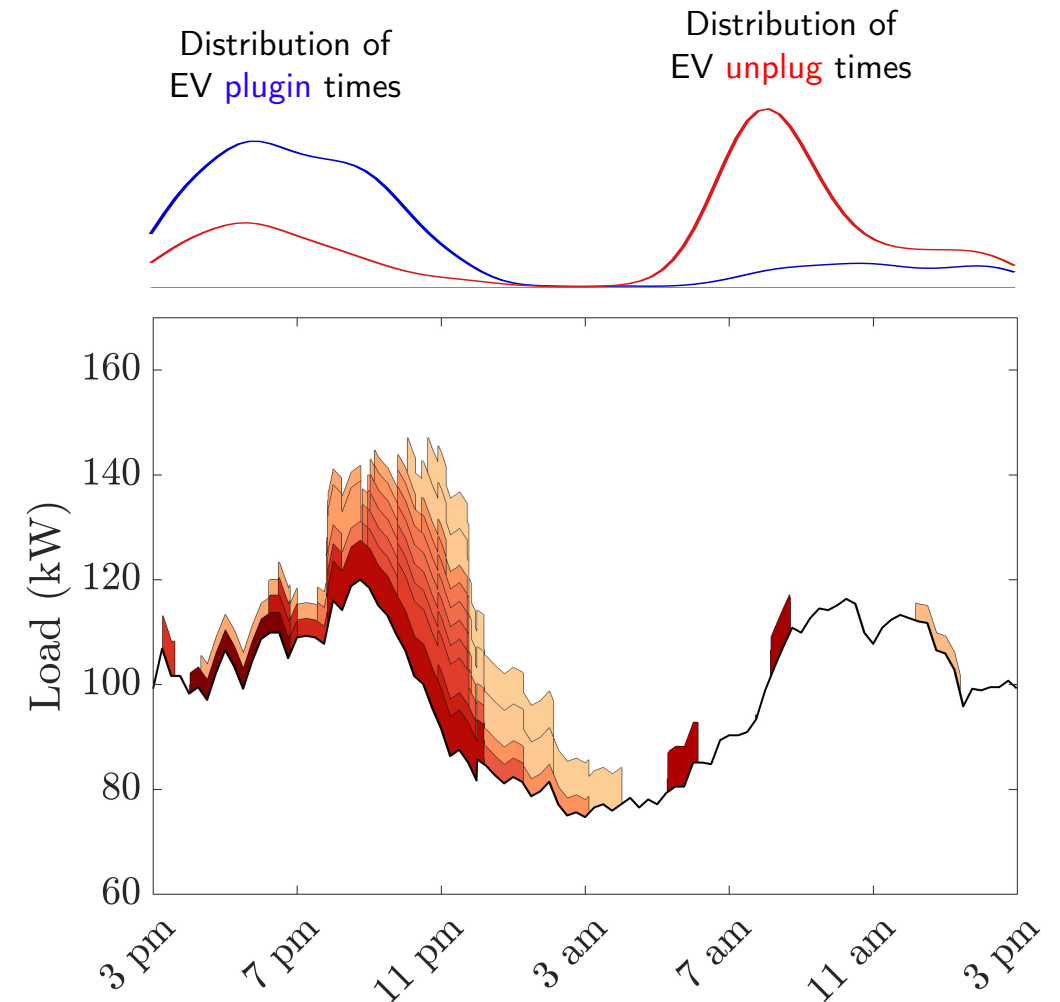 Distribution of
EV plugin times
Distribution of
EV unplug times
Load (kW)
160
140
120
100
80
60
3 pm
7 pm
11 pm
3 am
7 am
11 am
3 pm